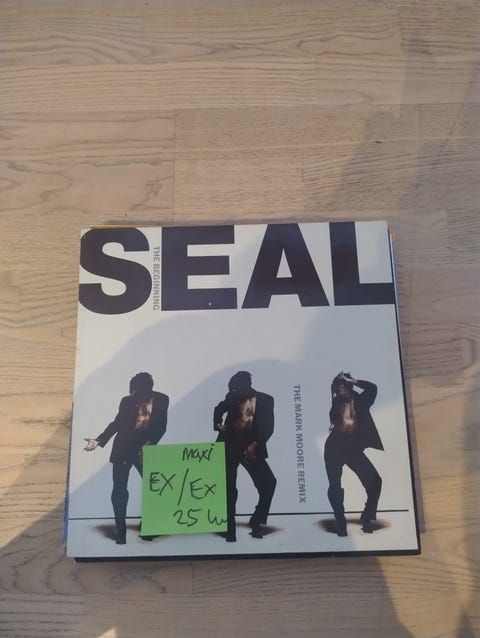 SEAL
THE BEGINNING
THE MARK MOORE REMIX
maxi
EX/EX
25